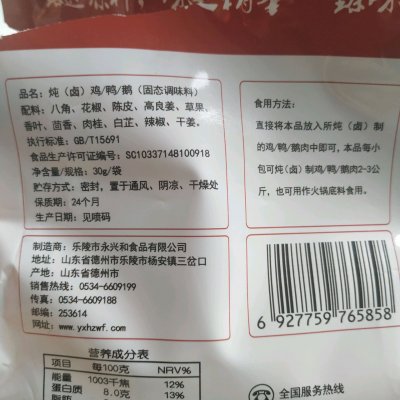 品名：炖（卤）鸡/鸭/鹅（固态调味料）
配料：八角、花椒、陈皮、高良姜、草果、
香叶、茴香、肉桂、白芷、辣椒、干姜。
执行标准：GB/T15691
食品生产许可证编号：SC10337148100918
净含量/规格：30g/袋
贮存方式：密封，置于通风、阴凉、干燥处
保质期：24个月
生产日期：见喷码
食用方法：
直接将本品放入所炖（卤）制
的鸡/鸭/鹅肉中即可，本品每小
包可炖（卤）制鸡/鸭/鹅肉2-3公
斤，也可用作火锅底料食用。
制造商：乐陵市永兴和食品有限公司
地址：山东省德州市乐陵市杨安镇三岔口
产地：山东省德州市
销售热线：0534-6609199
传真：0534-6609188
邮编：253614
网址：www.yxhzwf.com
6 927759 765858
营养成分表
项目 每100克 NRV%
能量 1003千焦 12%
蛋白质 8.0克 13%
全国服务热线